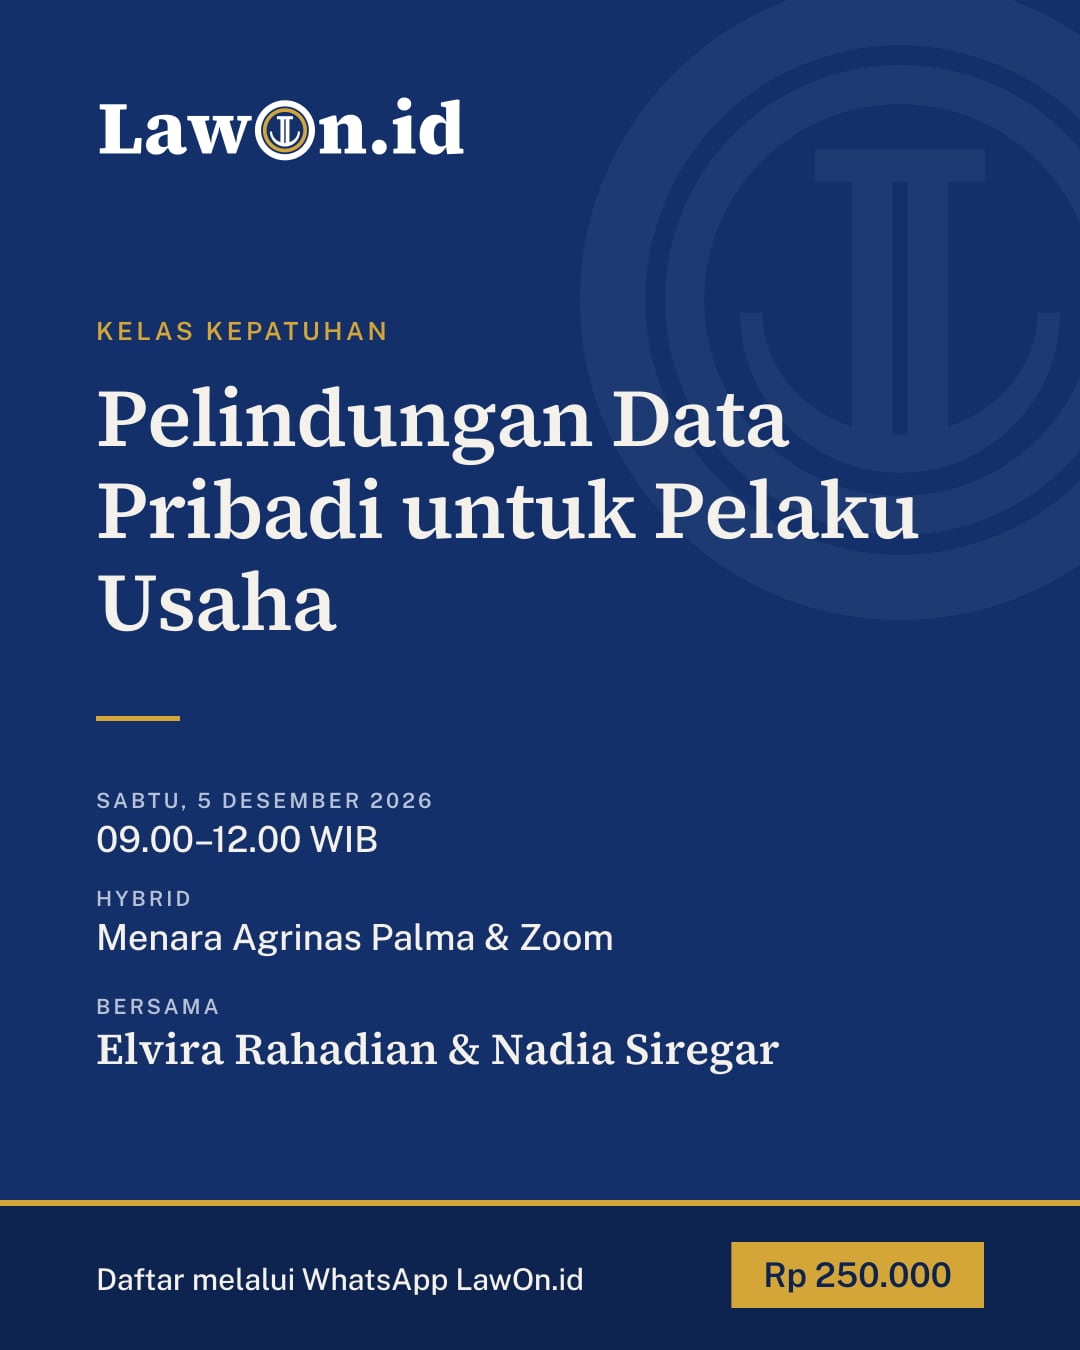 LawOn.id
KELAS KEPATUHAN
Pelindungan Data
Pribadi untuk Pelaku
Usaha
SABTU, 5 DESEMBER 2026
09.00–12.00 WIB
HYBRID
Menara Agrinas Palma & Zoom
BERSAMA
Elvira Rahadian & Nadia Siregar
Daftar melalui WhatsApp LawOn.id
Rp 250.000